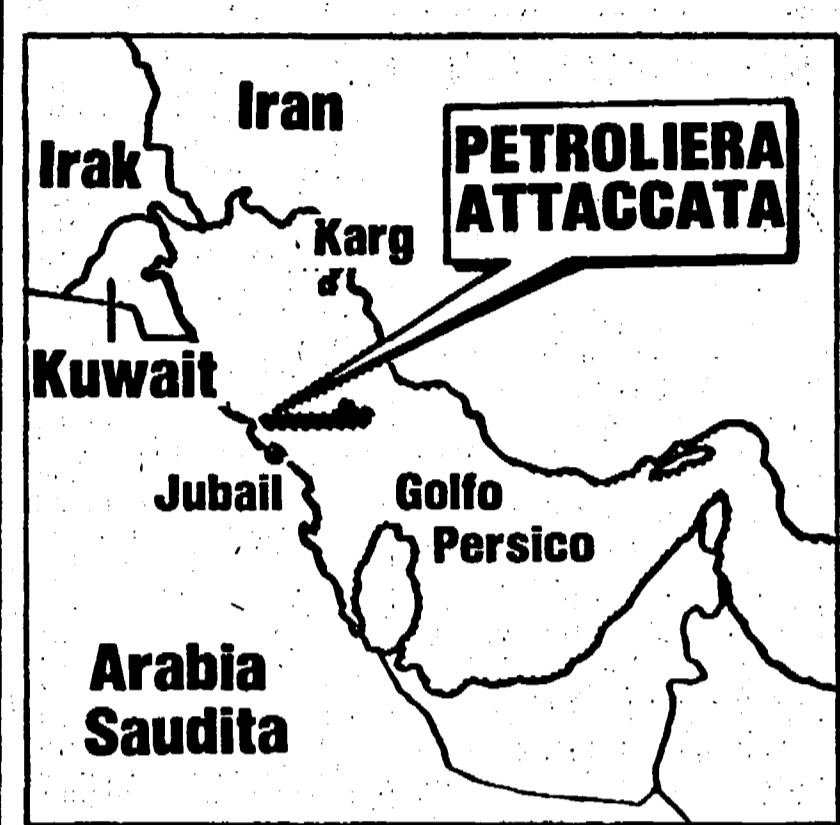 Iran
PETROLIERA
ATTACCATA
Irak
Karg
Kuwait
Jubail
Golfo
Persico
Arabia
Saudita